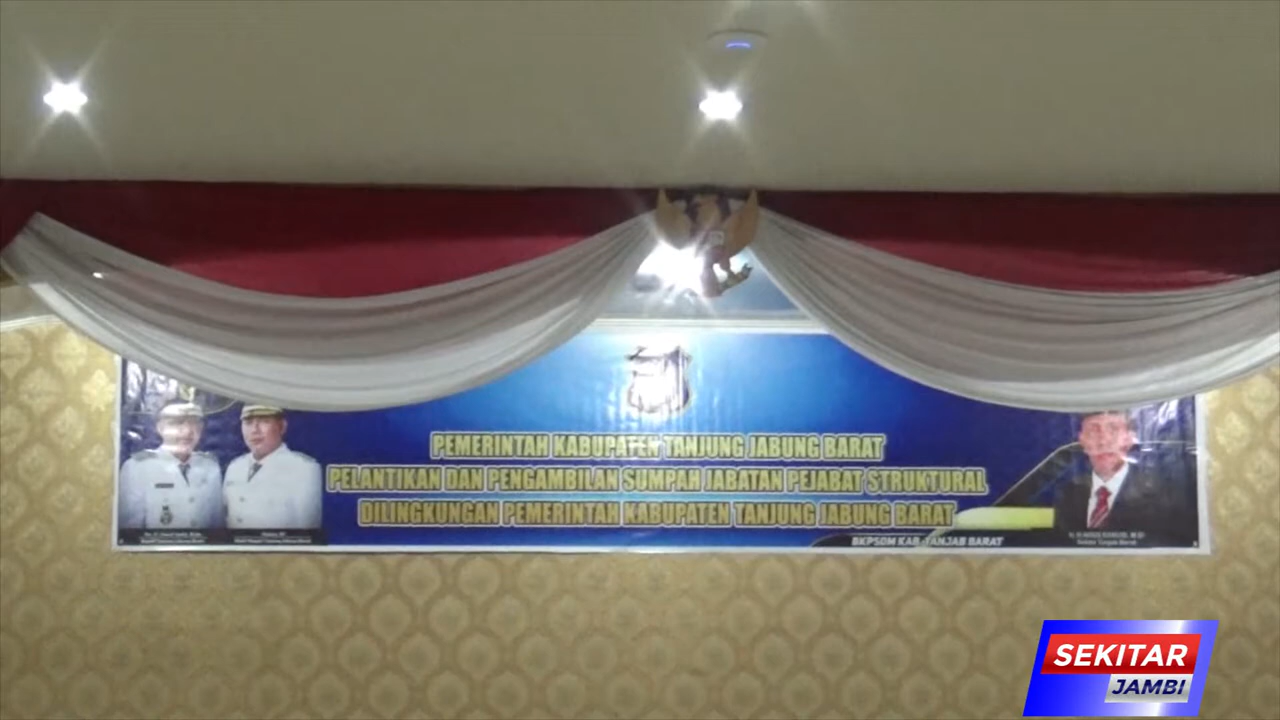 PEMERINTAH KABUPATEN TANJUNG JABUNG BARAT
PELANTIKAN DAN PENGAMBILAN SUMPAH JABATAN PEJABAT STRUKTURAL
DILINGKUNGAN PEMERINTAH KABUPATEN TANJUNG JABUNG BARAT
BKPSDM KAB. TANJAB BARAT
SEKITAR
JAMBI